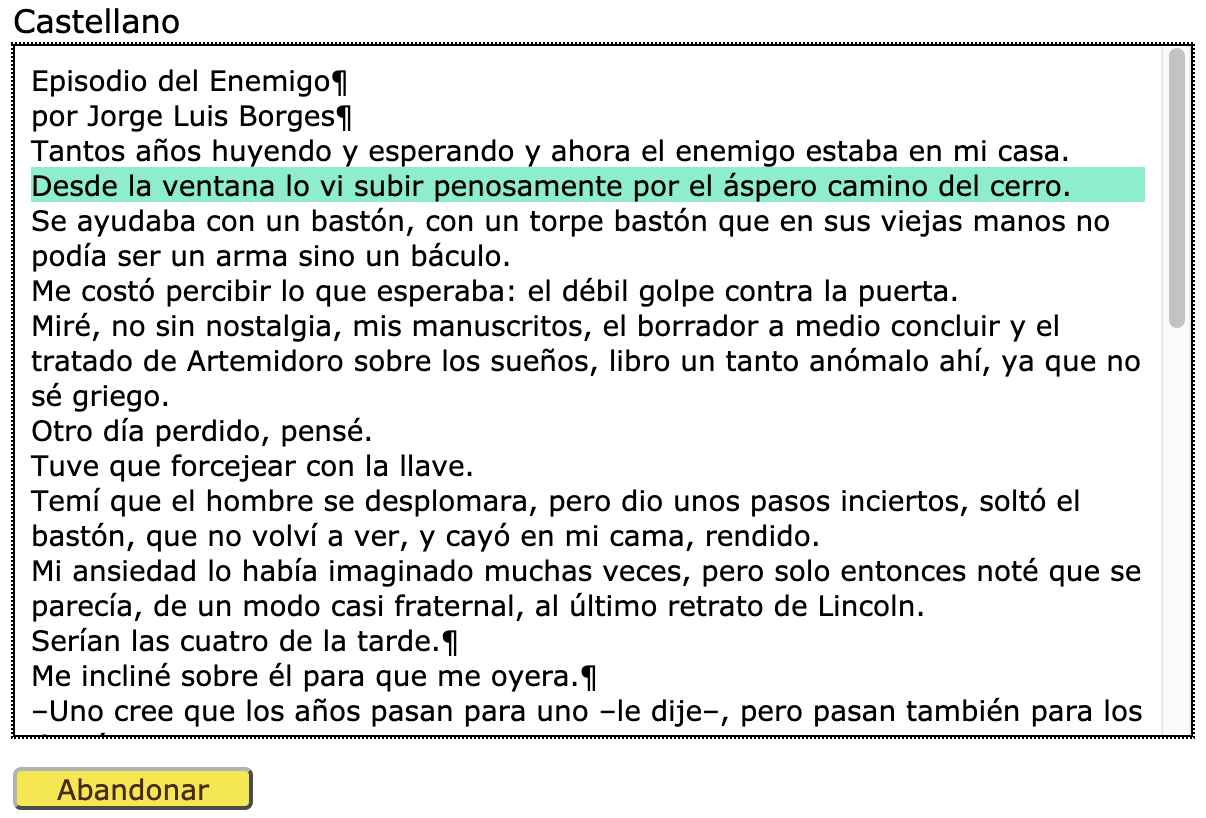 Castellano
Episodio del Enemigo¶
por Jorge Luis Borges¶
Tantos años huyendo y esperando y ahora el enemigo estaba en mi casa.
Desde la ventana lo vi subir penosamente por el áspero camino del cerro.
Se ayudaba con un bastón, con un torpe bastón que en sus viejas manos no
podía ser un arma sino un báculo.
Me costó percibir lo que esperaba: el débil golpe contra la puerta.
Miré, no sin nostalgia, mis manuscritos, el borrador a medio concluir y el
tratado de Artemidoro sobre los sueños, libro un tanto anómalo ahí, ya que no
sé griego.
Otro día perdido, pensé.
Tuve que forcejear con la llave.
Temí que el hombre se desplomara, pero dio unos pasos inciertos, soltó el
bastón, que no volví a ver, y cayó en mi cama, rendido.
Mi ansiedad lo había imaginado muchas veces, pero solo entonces noté que se
parecía, de un modo casi fraternal, al último retrato de Lincoln.
Serían las cuatro de la tarde.¶
Me incliné sobre él para que me oyera.¶
–Uno cree que los años pasan para uno –le dije–, pero pasan también para los
Abandonar